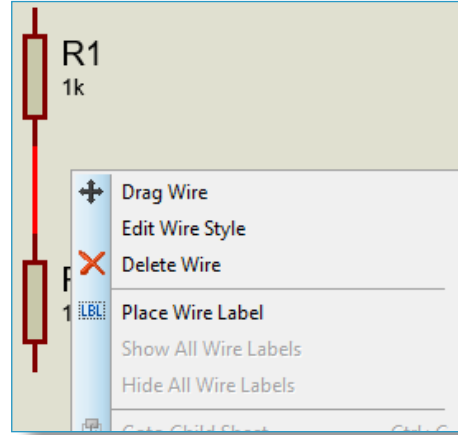 R1
1k
Drag Wire
Edit Wire Style
Delete Wire
LBL Place Wire Label
Show All Wire Labels
Hide All Wire Labels